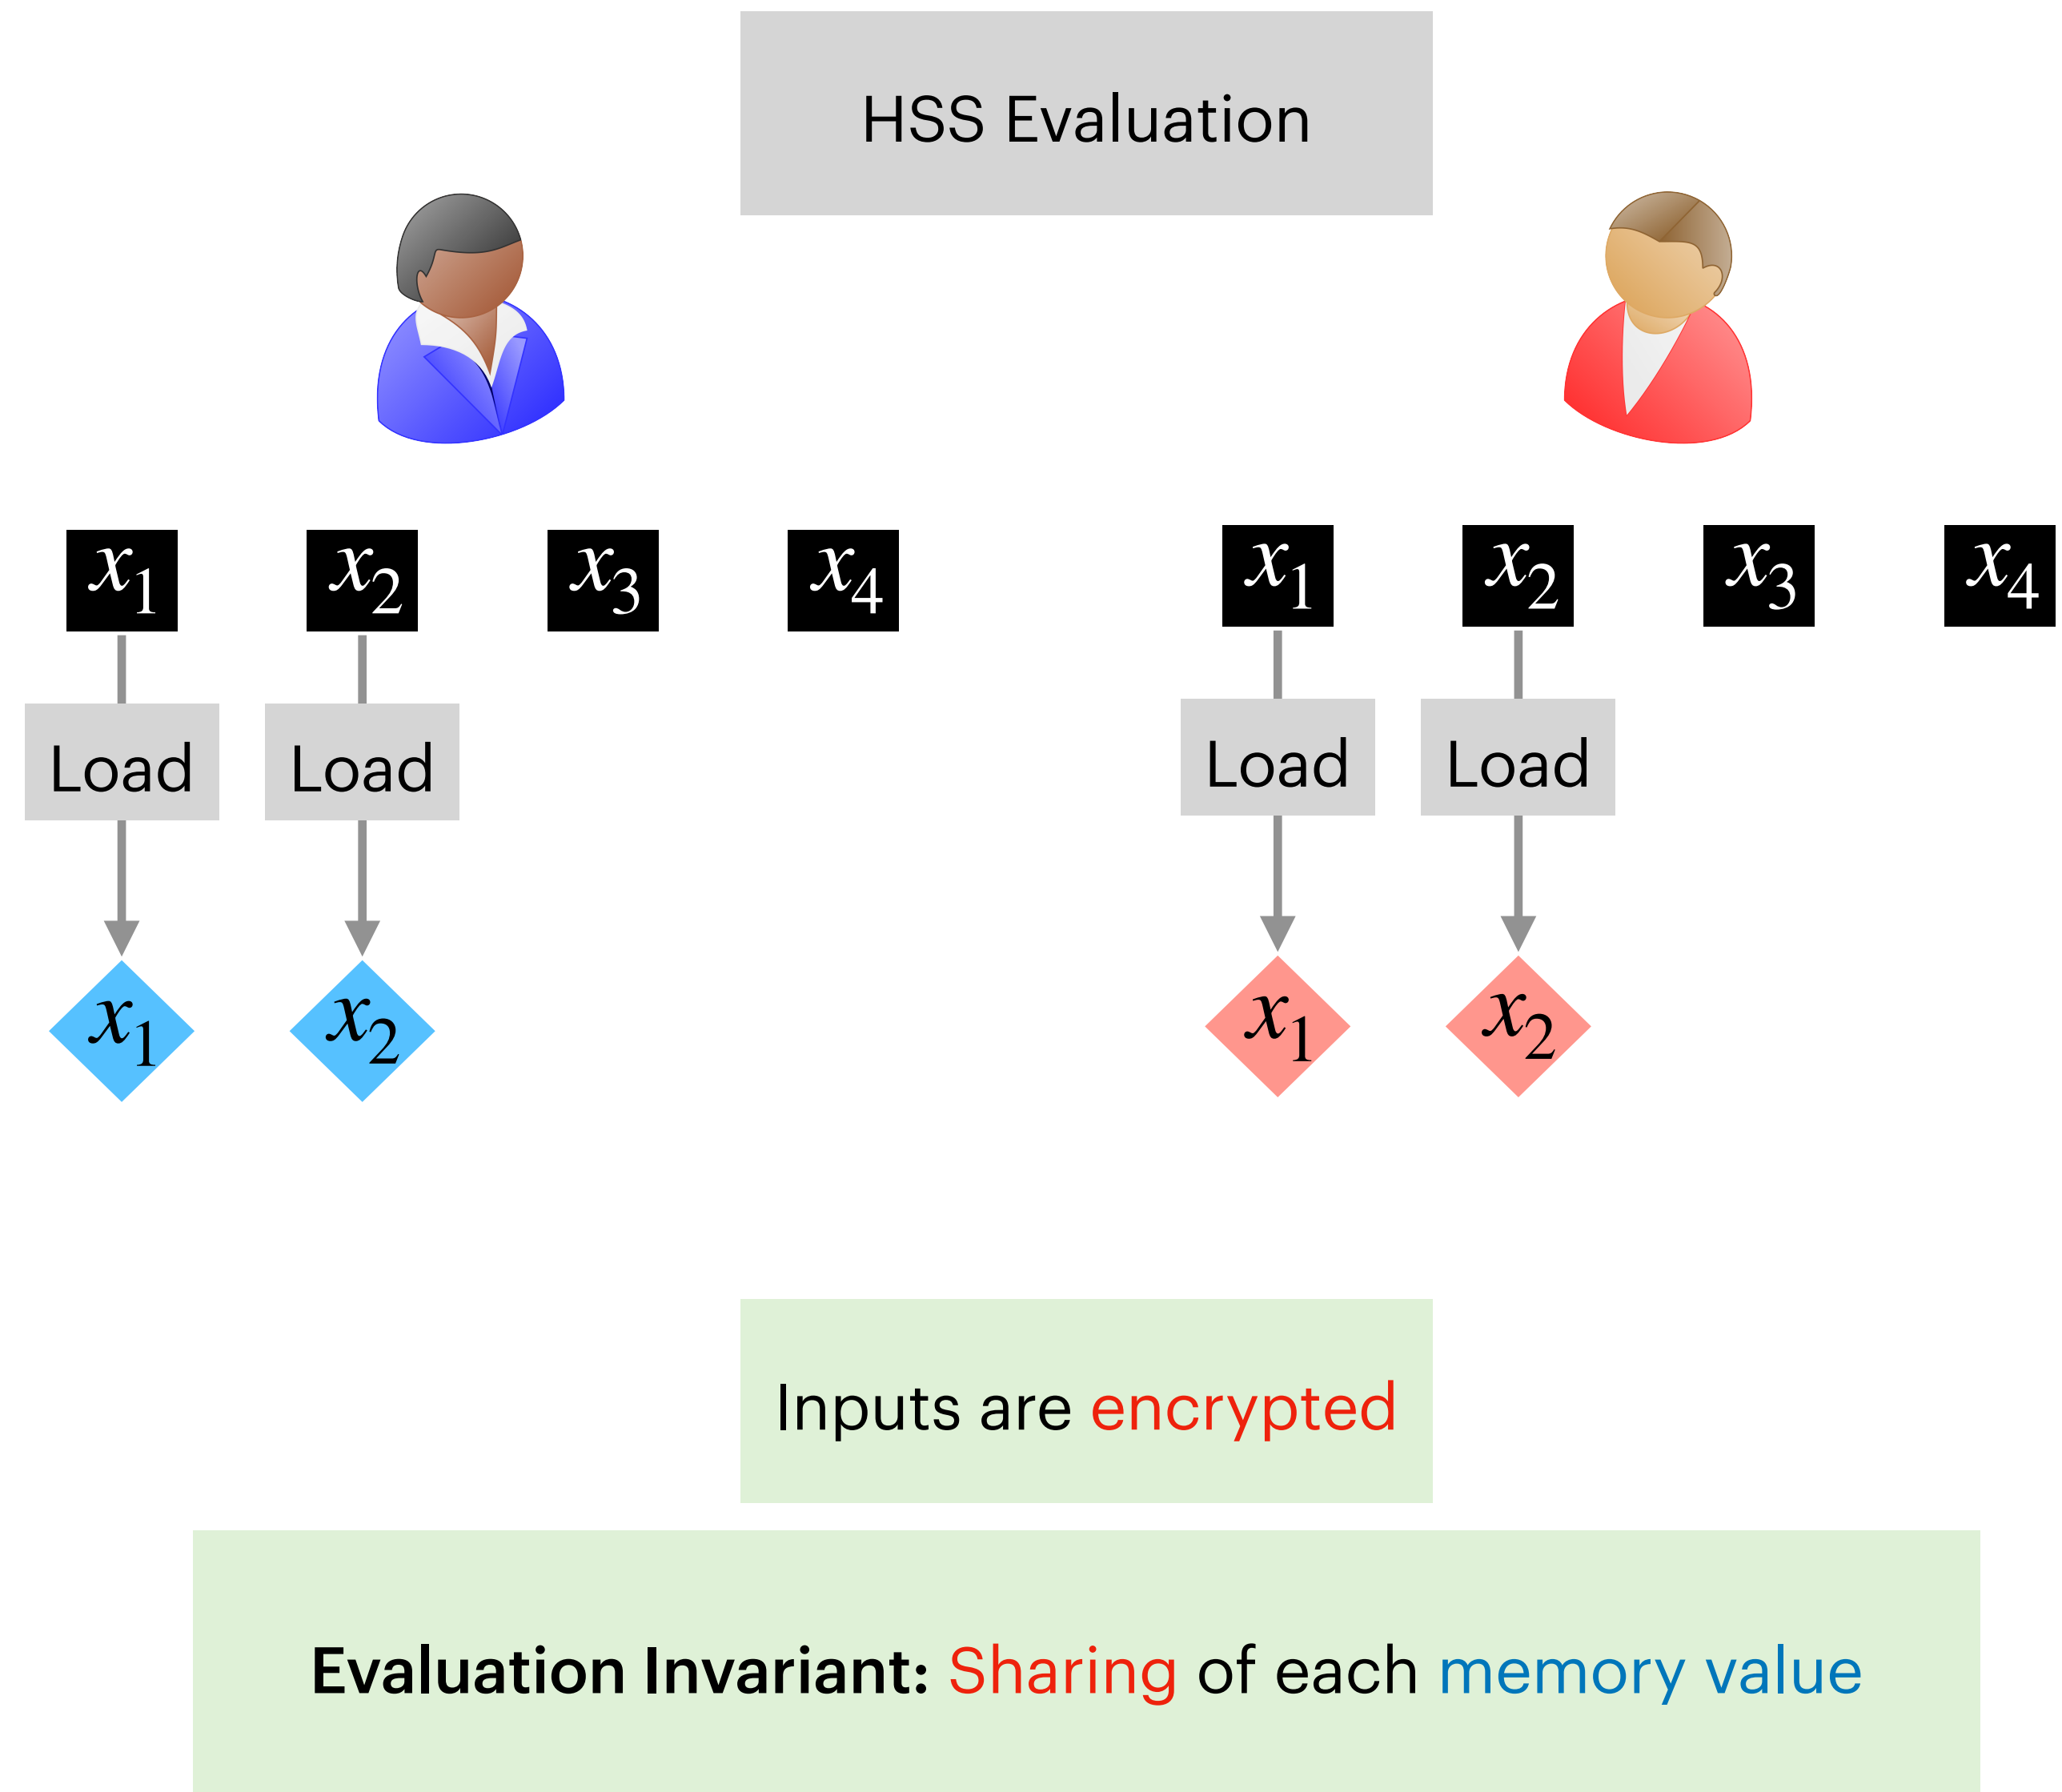 HSS Evaluation
x₁ x₂ x₃ x₄ x₁ x₂ x₃ x₄
Load Load Load Load
x₁ x₂ x₁ x₂
Inputs are encrypted
Evaluation Invariant: Sharing of each memory value